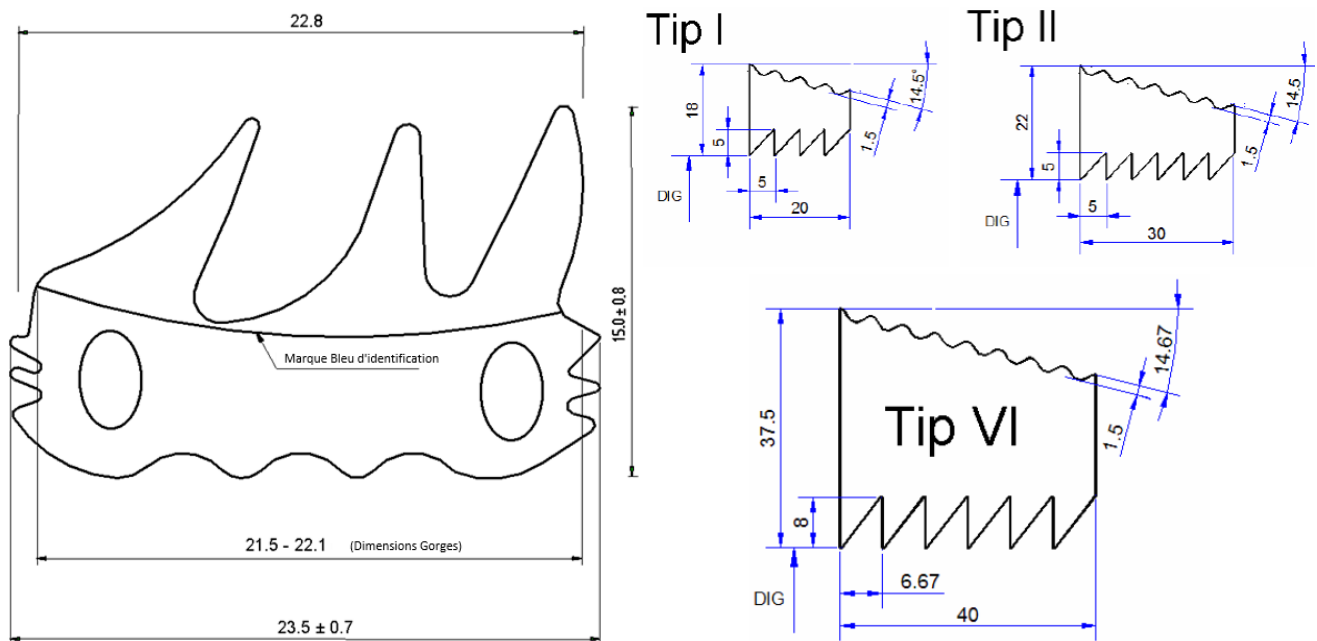 22.8
15.0±0.8
Marque Bleu d'identification
21.5 - 22.1 (Dimensions Gorges)
23.5 ± 0.7
Tip I
18
5
DIG
5
20
1.5
14.5°
Tip II
22
5
DIG
5
30
1.5
14.5
Tip VI
37.5
8
DIG
6.67
40
1.5
14.67